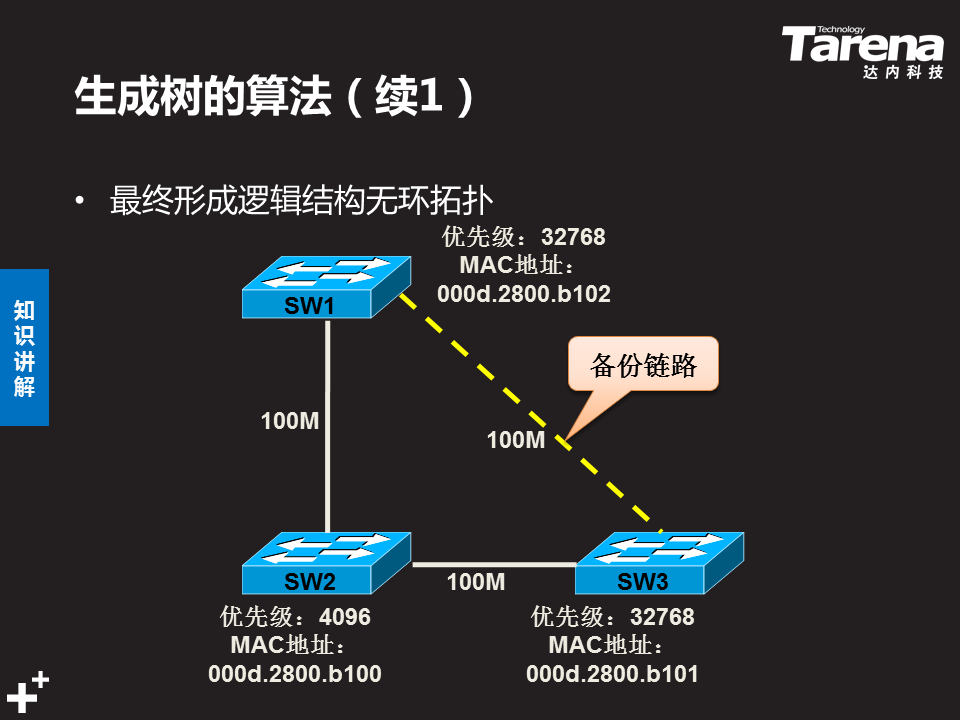 Technology
Tarena
达内科技
生成树的算法（续1）
• 最终形成逻辑结构无环拓扑
优先级：32768
MAC地址：
000d.2800.b102
SW1
知
识
讲
解
备份链路
100M
100M
SW2
100M
SW3
优先级：4096
MAC地址：
000d.2800.b100
优先级：32768
MAC地址：
000d.2800.b101